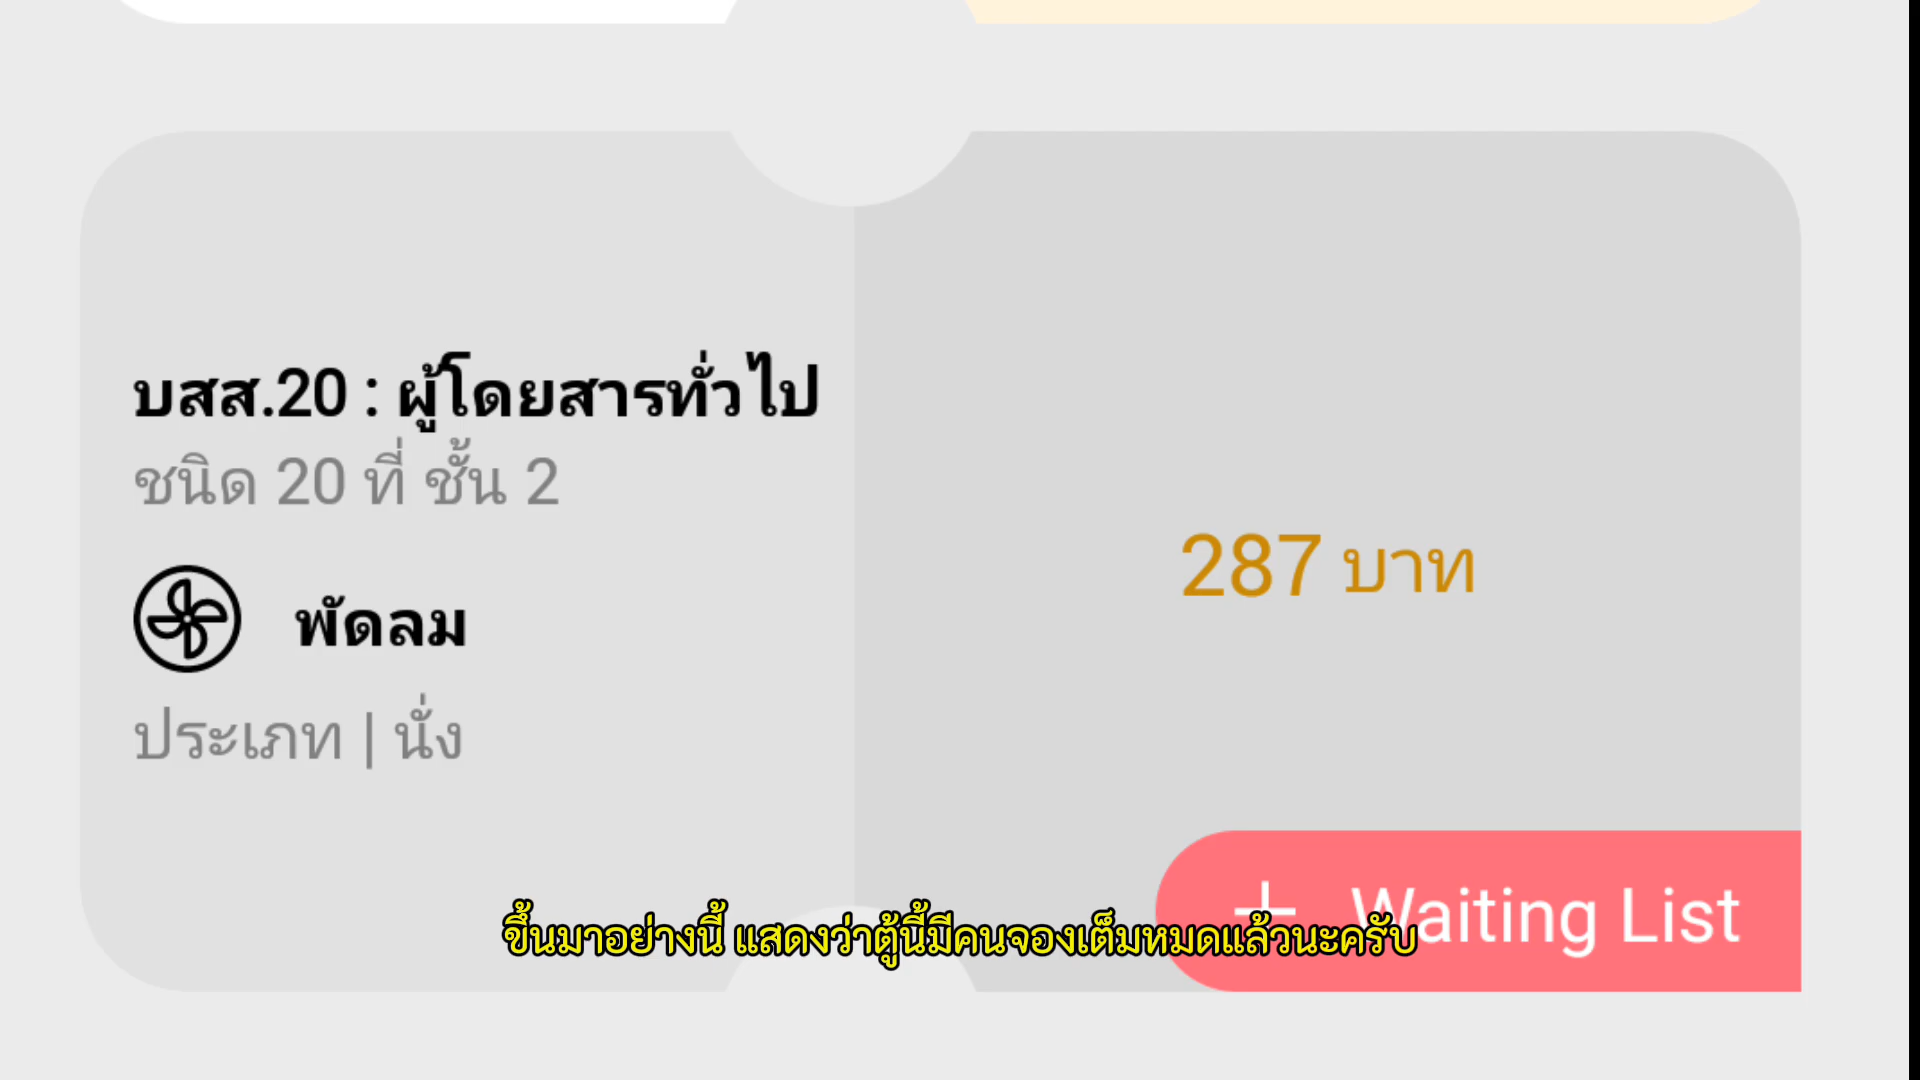 บสส.20 : ผู้โดยสารทั่วไป
ชนิด 20 ที่ ชั้น 2
พัดลม
ประเภท | นั่ง
287 บาท
+ Waiting List
ขึ้นมาอย่างนี้ แสดงว่าตู้นี้มีคนจองเต็มหมดแล้วนะครับ